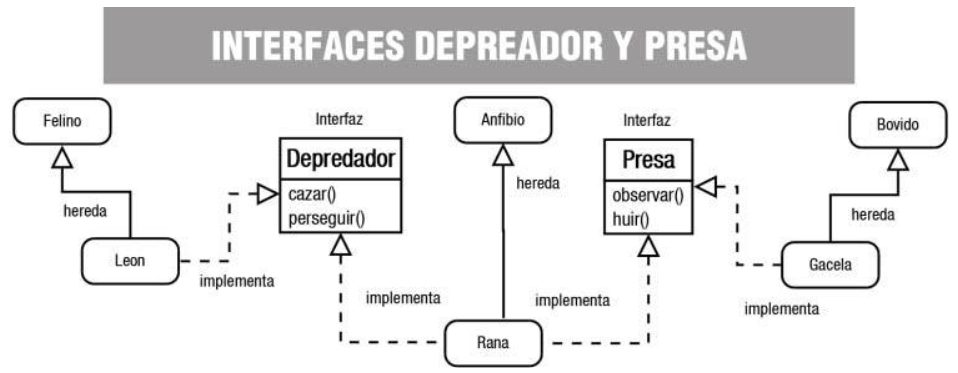 INTERFACES DEPREADOR Y PRESA
Felino
Interfaz
Anfibio
Interfaz
Bovido
Depredador
cazar()
perseguir()
Presa
observar()
huir()
hereda
hereda
hereda
Leon
implementa
implementa
implementa
Gacela
implementa
Rana